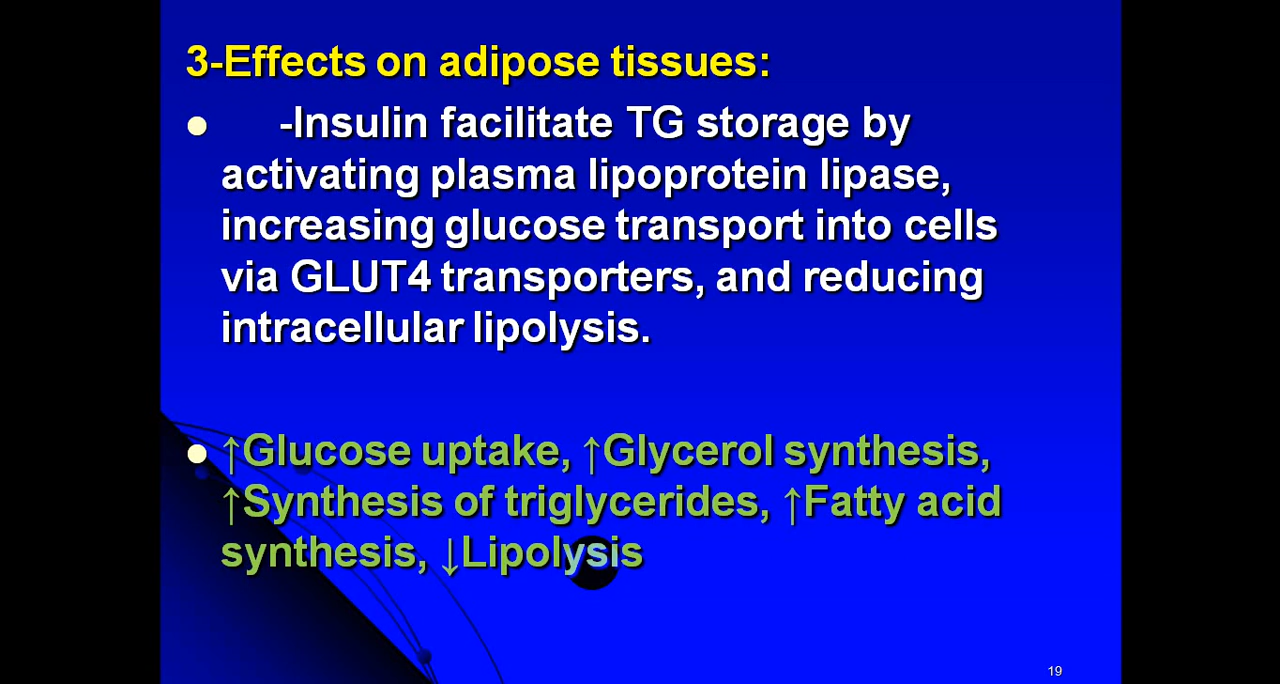 3-Effects on adipose tissues:
● -Insulin facilitate TG storage by
activating plasma lipoprotein lipase,
increasing glucose transport into cells
via GLUT4 transporters, and reducing
intracellular lipolysis.
● ↑Glucose uptake, ↑Glycerol synthesis,
↑Synthesis of triglycerides, ↑Fatty acid
synthesis, ↓Lipolysis
19